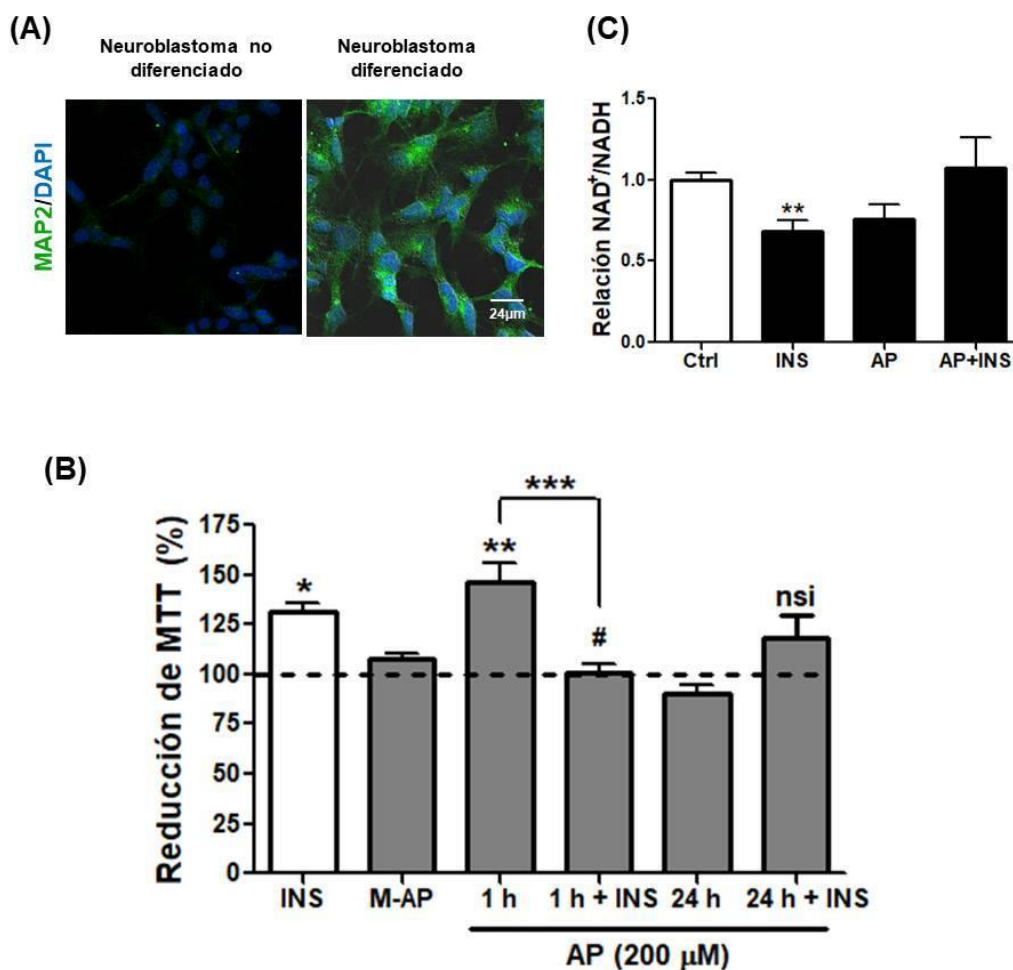 (A)
Neuroblastoma no
diferenciado
Neuroblastoma
diferenciado
MAP2/DAPI
24µm
(C)
Relación NAD⁺/NADH
1.5
1.0
0.5
0.0
**
Ctrl
INS
AP
AP+INS
(B)
Reducción de MTT (%)
175
150
125
100
75
50
25
0
*
**
***
#
nsi
INS
M-AP
1 h
1 h + INS
24 h
24 h + INS
AP (200 µM)